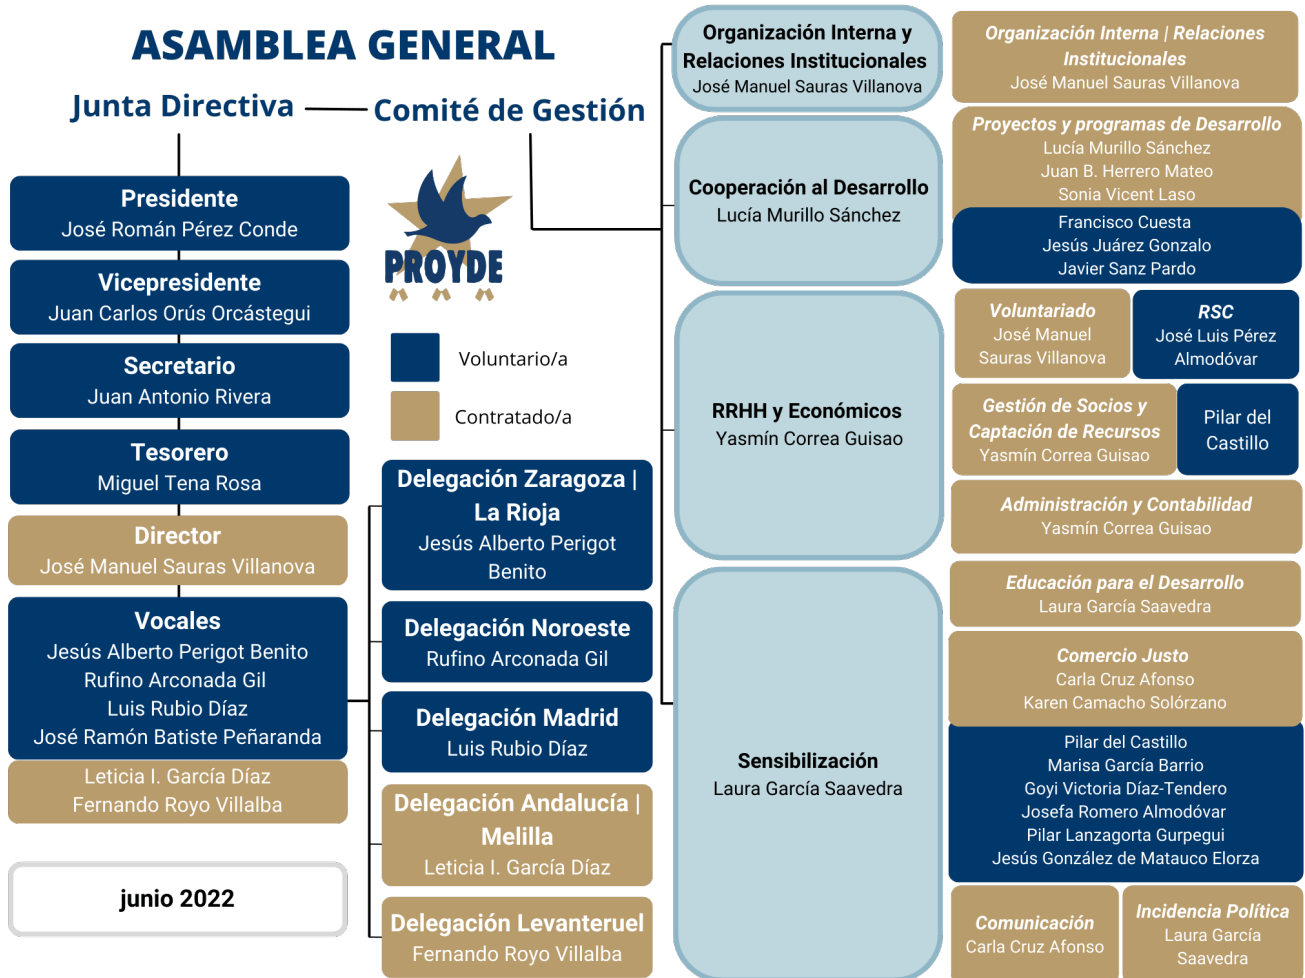 ASAMBLEA GENERAL
Junta Directiva
Comité de Gestión
Presidente
José Román Pérez Conde
Vicepresidente
Juan Carlos Orús Orcástegui
Secretario
Juan Antonio Rivera
Tesorero
Miguel Tena Rosa
Director
José Manuel Sauras Villanova
Vocales
Jesús Alberto Perigot Benito
Rufino Arconada Gil
Luis Rubio Díaz
José Ramón Batiste Peñaranda
Leticia I. García Díaz
Fernando Royo Villalba
junio 2022
PROYDE
Voluntario/a
Contratado/a
Delegación Zaragoza |
La Rioja
Jesús Alberto Perigot
Benito
Delegación Noroeste
Rufino Arconada Gil
Delegación Madrid
Luis Rubio Díaz
Delegación Andalucía |
Melilla
Leticia I. García Díaz
Delegación Levanteruel
Fernando Royo Villalba
Organización Interna y
Relaciones Institucionales
José Manuel Sauras Villanova
Cooperación al Desarrollo
Lucía Murillo Sánchez
RRHH y Económicos
Yasmín Correa Guisao
Sensibilización
Laura García Saavedra
Organización Interna | Relaciones
Institucionales
José Manuel Sauras Villanova
Proyectos y programas de Desarrollo
Lucía Murillo Sánchez
Juan B. Herrero Mateo
Sonia Vicent Laso
Francisco Cuesta
Jesús Juárez Gonzalo
Javier Sanz Pardo
Voluntariado
José Manuel
Sauras Villanova
RSC
José Luis Pérez
Almodóvar
Gestión de Socios y
Captación de Recursos
Yasmín Correa Guisao
Pilar del
Castillo
Administración y Contabilidad
Yasmín Correa Guisao
Educación para el Desarrollo
Laura García Saavedra
Comercio Justo
Carla Cruz Afonso
Karen Camacho Solórzano
Pilar del Castillo
Marisa García Barrio
Goyi Victoria Díaz-Tendero
Josefa Romero Almodóvar
Pilar Lanzagorta Gurpegui
Jesús González de Matauco Elorza
Comunicación
Carla Cruz Afonso
Incidencia Política
Laura García
Saavedra